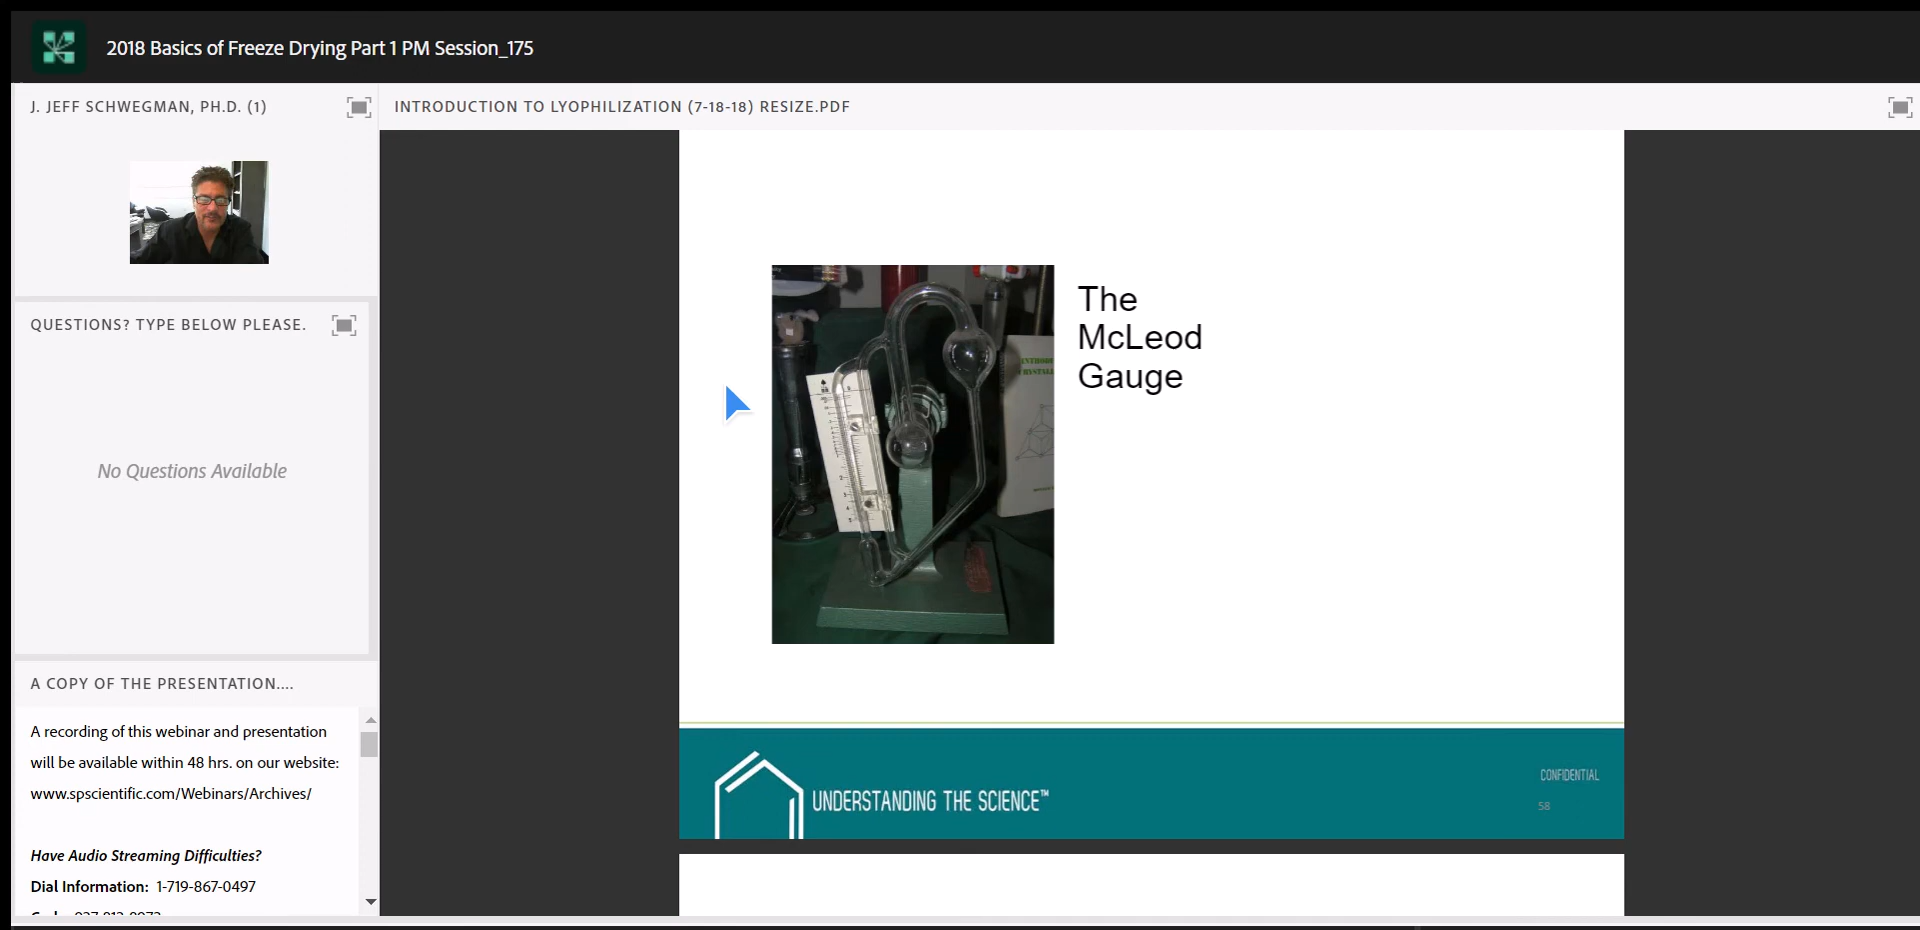 2018 Basics of Freeze Drying Part 1 PM Session_175
J. JEFF SCHWEGMAN, PH.D. (1)
INTRODUCTION TO LYOPHILIZATION (7-18-18) RESIZE.PDF
QUESTIONS? TYPE BELOW PLEASE.
No Questions Available
A COPY OF THE PRESENTATION....
A recording of this webinar and presentation
will be available within 48 hrs. on our website:
www.spscientific.com/Webinars/Archives/
Have Audio Streaming Difficulties?
Dial Information: 1-719-867-0497
The
McLeod
Gauge
UNDERSTANDING THE SCIENCE™
CONFIDENTIAL
58